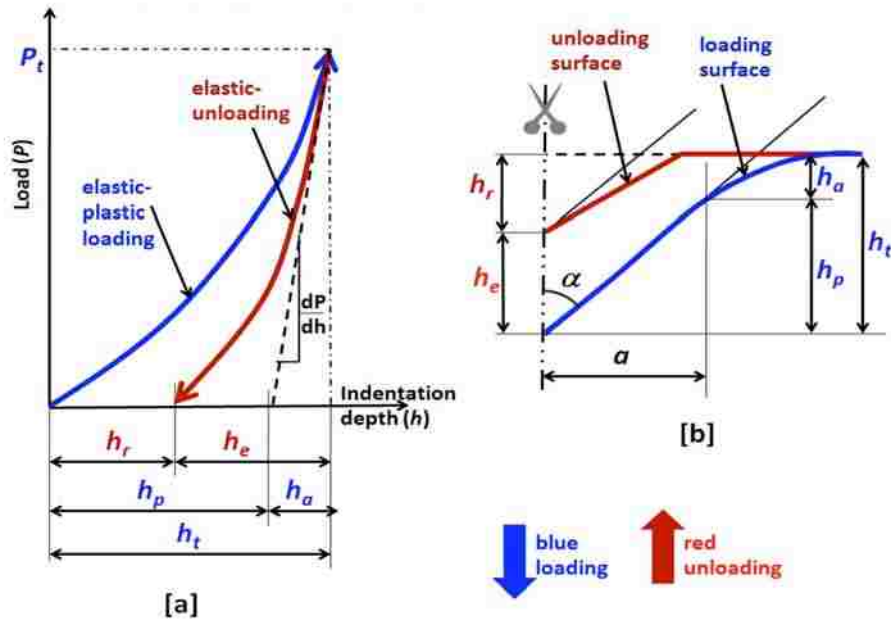 P_t
Load (P)
elastic-
unloading
elastic-
plastic
loading
dP
dh
Indentation
depth (h)
h_r
h_e
h_p
h_a
h_t
[a]
unloading
surface
loading
surface
h_r
h_a
h_t
h_e
α
h_p
a
[b]
blue
loading
red
unloading